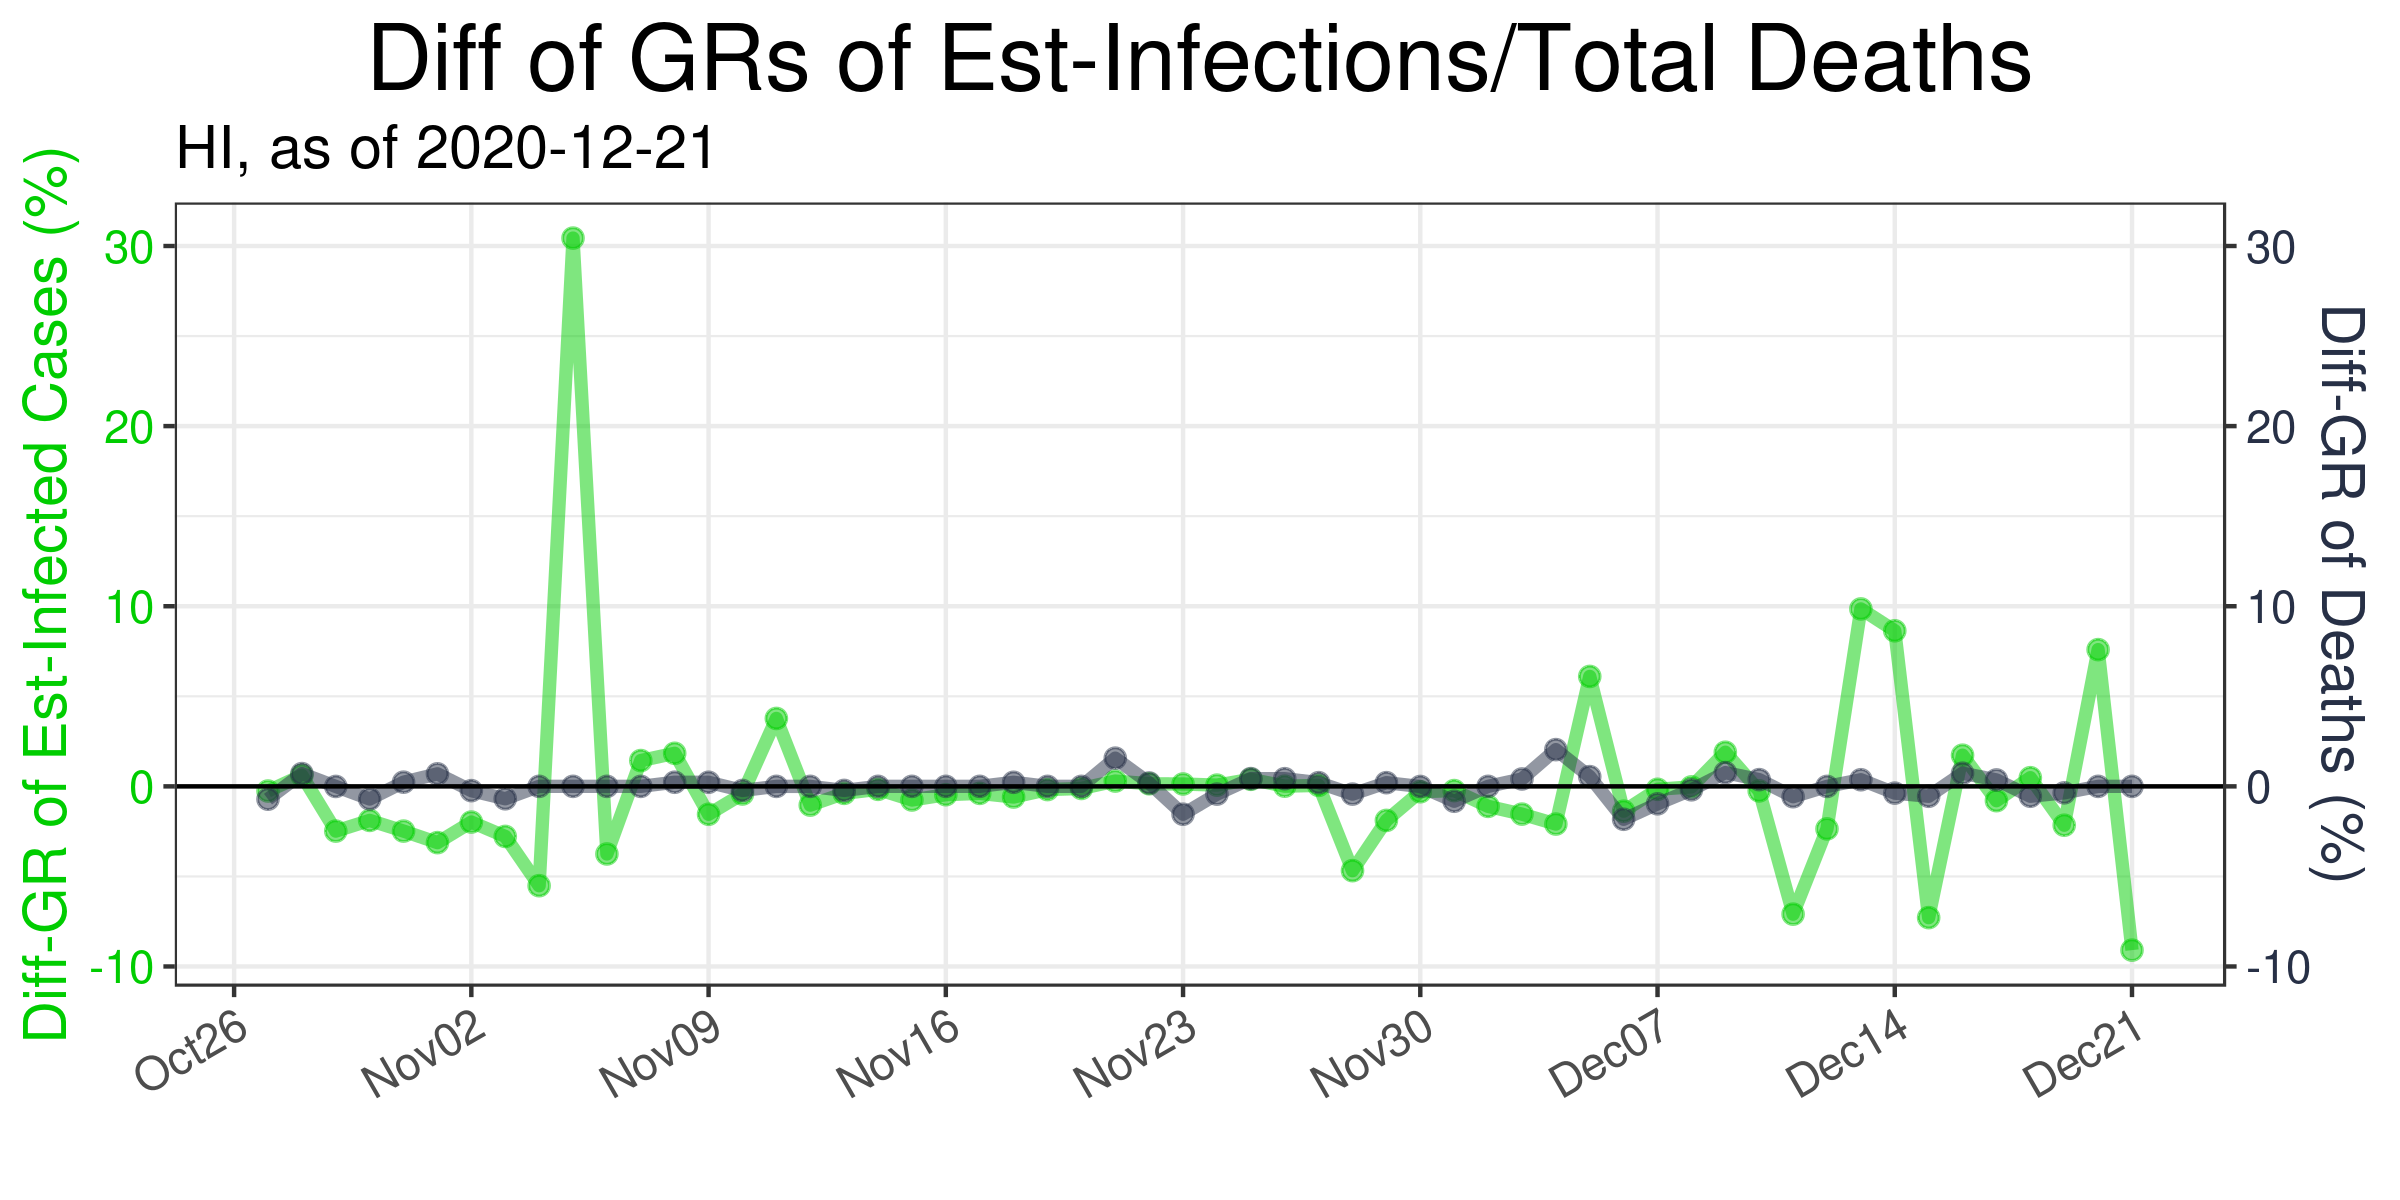 Diff of GRs of Est-Infections/Total Deaths
HI, as of 2020-12-21
Diff-GR of Est-Infected Cases (%)
30
20
10
0
-10
30
20
10
0
-10
Diff-GR of Deaths (%)
Oct26
Nov02
Nov09
Nov16
Nov23
Nov30
Dec07
Dec14
Dec21